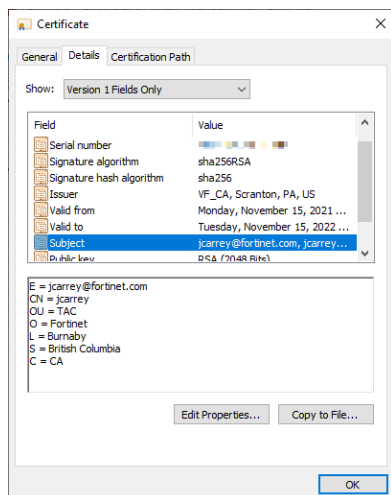 Certificate
General Details Certification Path
Show: Version 1 Fields Only
Field Value
Serial number
Signature algorithm sha256RSA
Signature hash algorithm sha256
Issuer VF_CA, Scranton, PA, US
Valid from Monday, November 15, 2021 ...
Valid to Tuesday, November 15, 2022 ...
Subject jcarrey@fortinet.com, jcarrey...
Public key RSA (2048 Bits)
E = jcarrey@fortinet.com
CN = jcarrey
OU = TAC
O = Fortinet
L = Burnaby
S = British Columbia
C = CA
Edit Properties... Copy to File...
OK